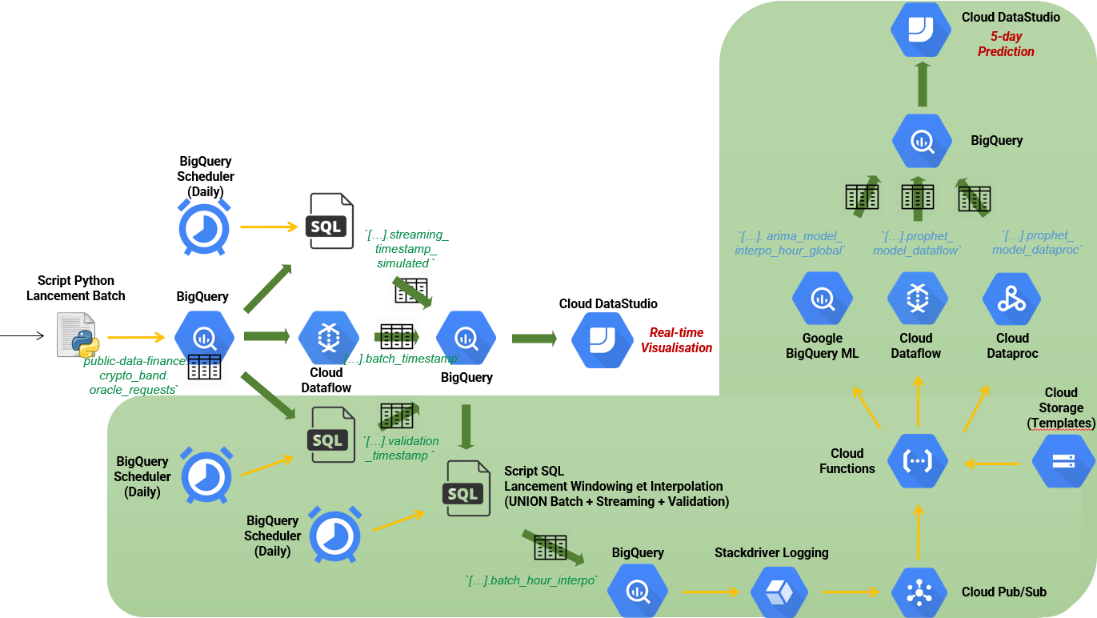 Cloud DataStudio
5-day
Prediction
BigQuery
BigQuery
Scheduler
(Daily)
SQL
`[...].streaming_
timestamp_
simulated `
`[...]. arima_model_
interpo_hour_global`
`[...].prophet_
model_dataflow`
`[...].prophet_
model_dataproc`
Script Python
Lancement Batch
BigQuery
public-data-finance.
crypto_band.
oracle_requests`
Cloud
Dataflow
`[...].batch_timestamp`
BigQuery
Cloud DataStudio
Real-time
Visualisation
Google
BigQuery ML
Cloud
Dataflow
Cloud
Dataproc
Cloud
Storage
(Templates)
SQL
`[...].validation
_timestamp `
BigQuery
Scheduler
(Daily)
SQL
Script SQL
Lancement Windowing et Interpolation
(UNION Batch + Streaming + Validation)
Cloud
Functions
BigQuery
Scheduler
(Daily)
`[...].batch_hour_interpo`
BigQuery
Stackdriver Logging
Cloud Pub/Sub